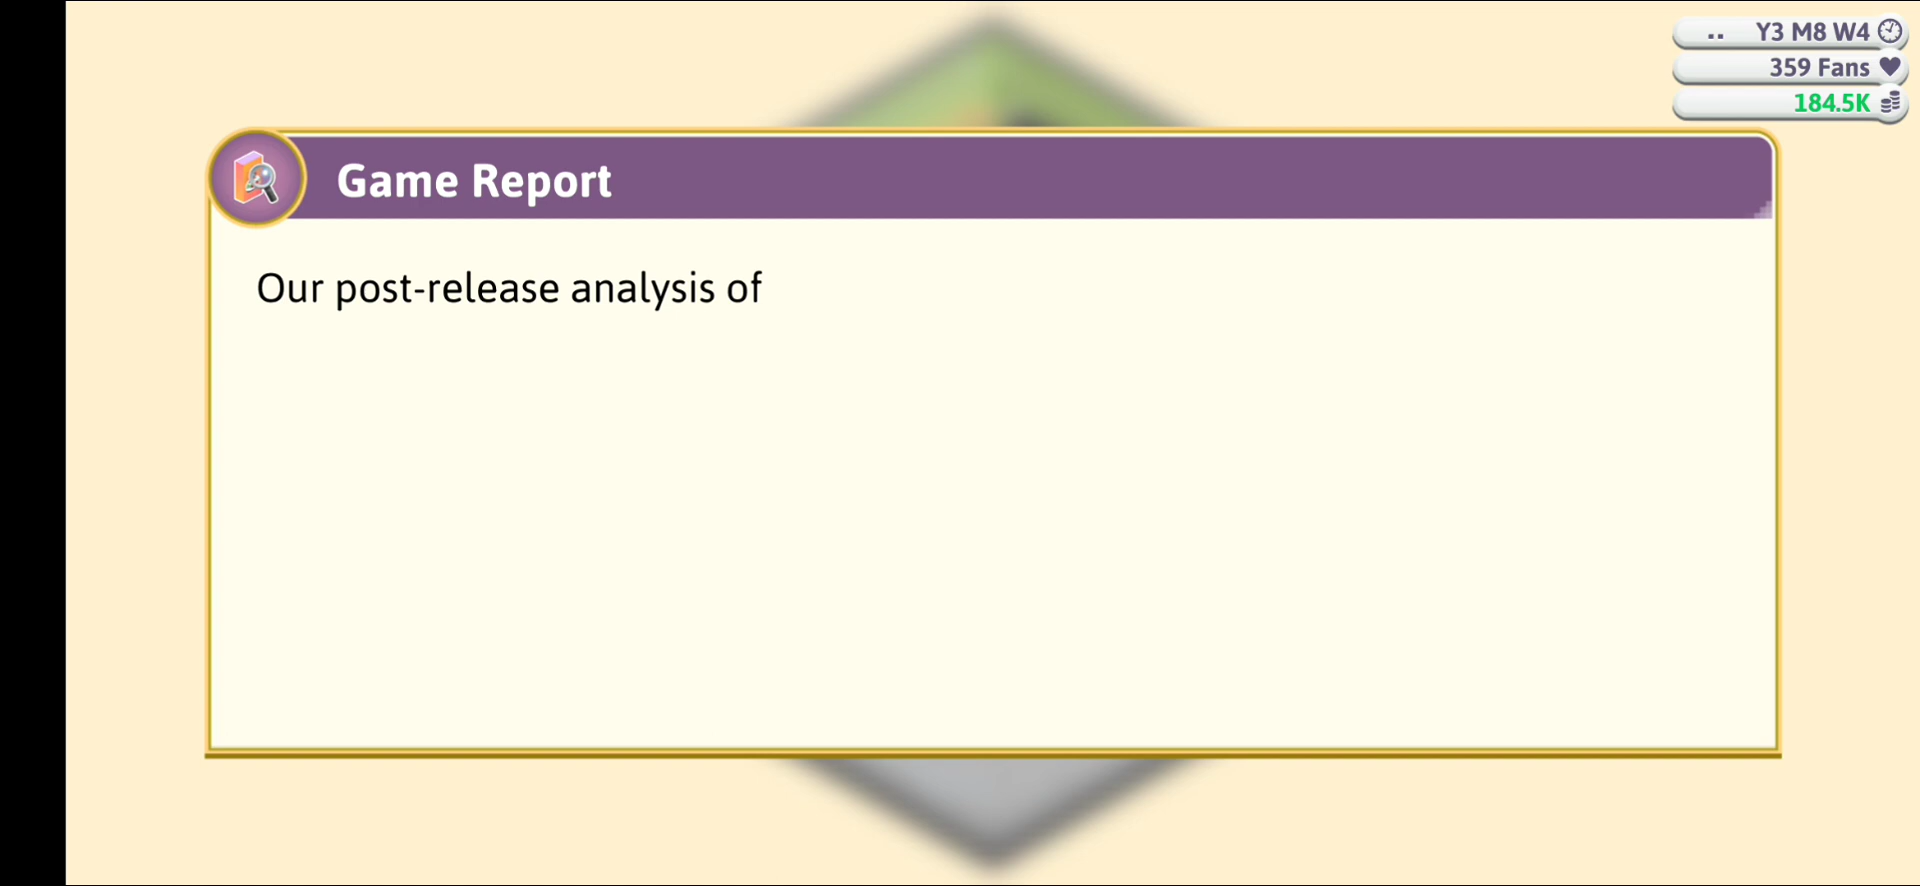 .. Y3 M8 W4
359 Fans
184.5K
Game Report
Our post-release analysis of